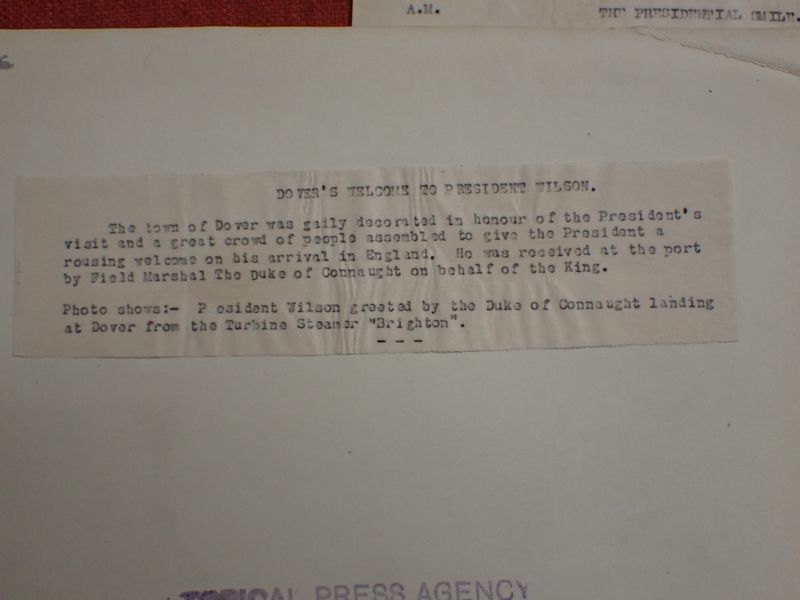 A.M.
THE PRESIDENTIAL SMILE.
DOVER'S WELCOME TO PRESIDENT WILSON.
The town of Dover was gaily decorated in honour of the President's
visit and a great crowd of people assembled to give the President a
rousing welcome on his arrival in England. He was received at the port
by Field Marshal The Duke of Connaught on behalf of the King.
Photo shows:- P esident Wilson greeted by the Duke of Connaught landing
at Dover from the Turbine Steamer "Brighton".
- - -
TOPICAL PRESS AGENCY